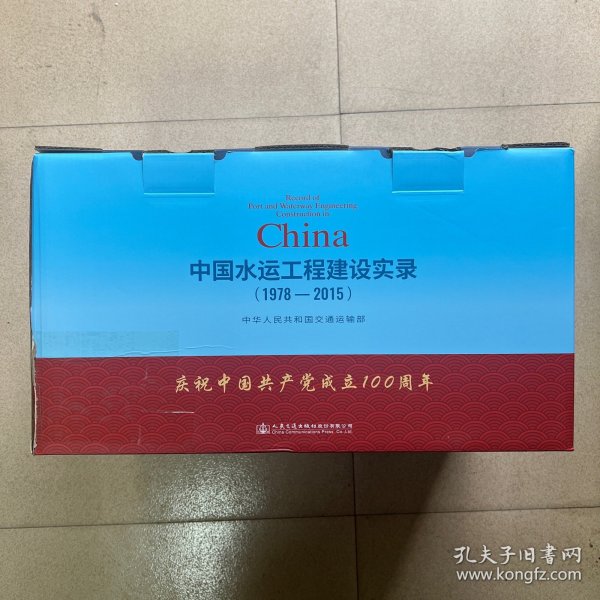 Record of
Port and Waterway Engineering
Construction in
China
中国水运工程建设实录
(1978—2015)
中华人民共和国交通运输部
庆祝中国共产党成立100周年
人民交通出版社股份有限公司
China Communications Press Co.,Ltd.
孔夫子旧书网
www.kongfz.com